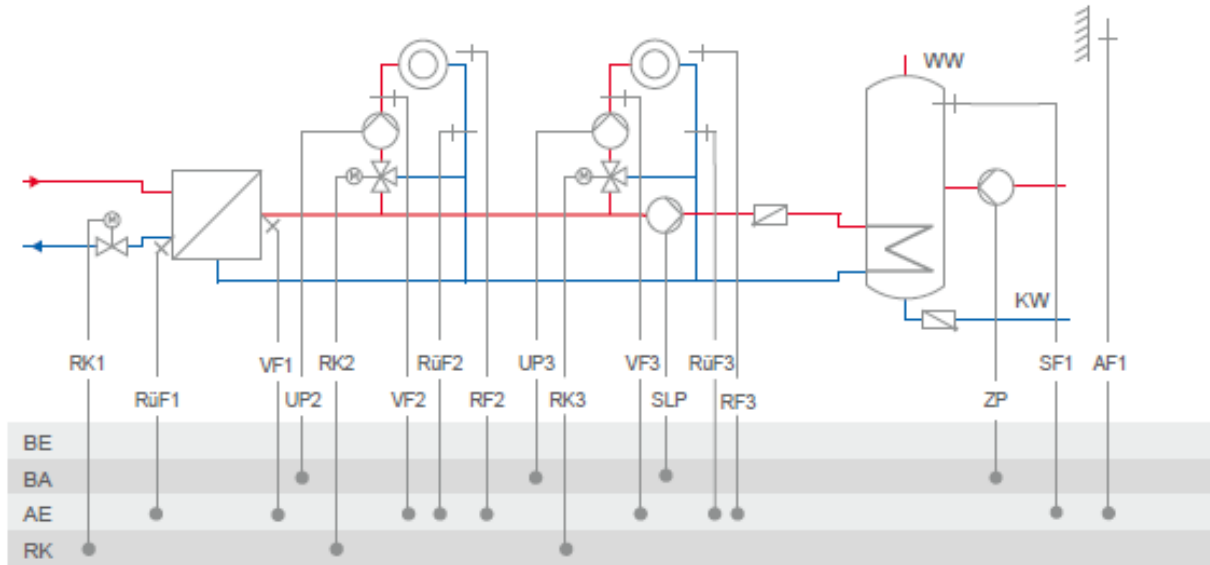 WW
M
M
M
KW
RK1 VF1 RK2 RüF2 UP3 VF3 RüF3 SF1 AF1
RüF1 UP2 VF2 RF2 RK3 SLP RF3 ZP
BE
BA
AE
RK